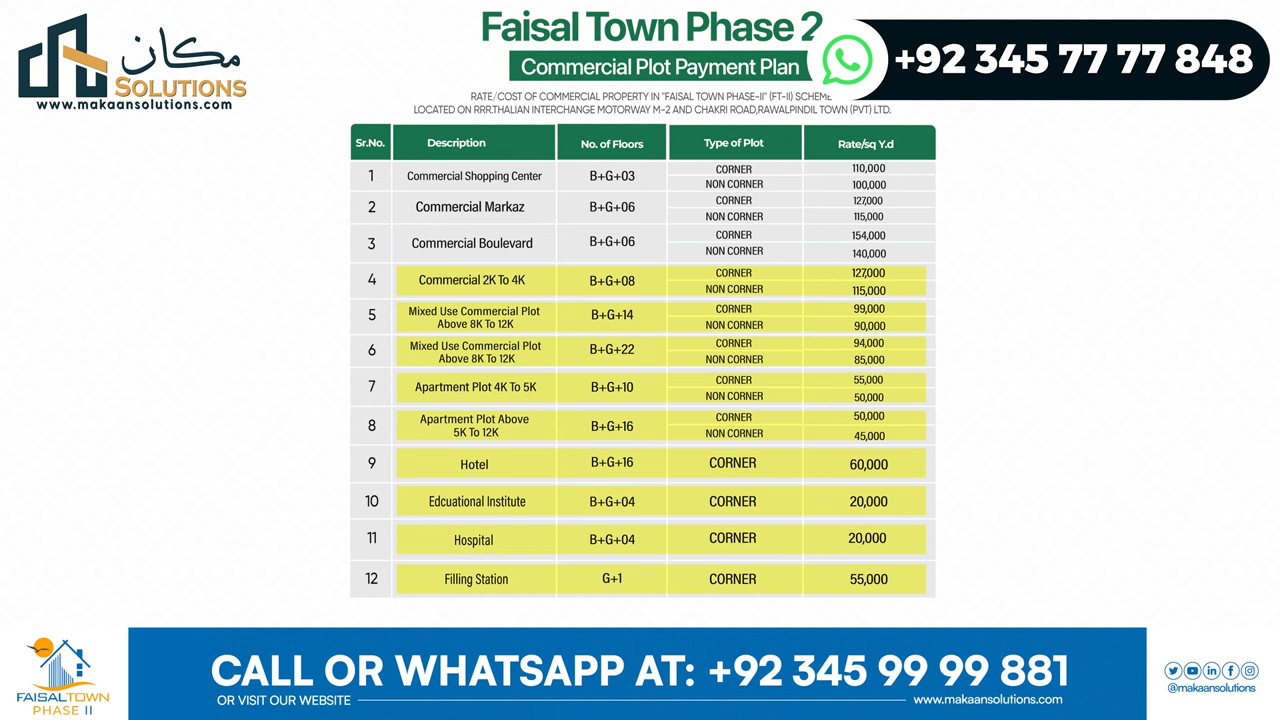 مكان
SOLUTIONS
www.makaansolutions.com
Faisal Town Phase 2
Commercial Plot Payment Plan
+92 345 77 77 848
RATE/COST OF COMMERCIAL PROPERTY IN "FAISAL TOWN PHASE-II" (FT-II) SCHEME
LOCATED ON RRR.THALIAN INTERCHANGE MOTORWAY M-2 AND CHAKRI ROAD,RAWALPINDIL TOWN (PVT) LTD.
Sr.No. Description No. of Floors Type of Plot Rate/sq Y.d
1 Commercial Shopping Center B+G+03 CORNER 110,000
NON CORNER 100,000
2 Commercial Markaz B+G+06 CORNER 127,000
NON CORNER 115,000
3 Commercial Boulevard B+G+06 CORNER 154,000
NON CORNER 140,000
4 Commercial 2K To 4K B+G+08 CORNER 127,000
NON CORNER 115,000
5 Mixed Use Commercial Plot B+G+14 CORNER 99,000
Above 8K To 12K NON CORNER 90,000
6 Mixed Use Commercial Plot B+G+22 CORNER 94,000
Above 8K To 12K NON CORNER 85,000
7 Apartment Plot 4K To 5K B+G+10 CORNER 55,000
NON CORNER 50,000
8 Apartment Plot Above B+G+16 CORNER 50,000
5K To 12K NON CORNER 45,000
9 Hotel B+G+16 CORNER 60,000
10 Edcuational Institute B+G+04 CORNER 20,000
11 Hospital B+G+04 CORNER 20,000
12 Filling Station G+1 CORNER 55,000
FAISALTOWN
PHASE II
CALL OR WHATSAPP AT: +92 345 99 99 881
OR VISIT OUR WEBSITE www.makaansolutions.com
@makaansolutions